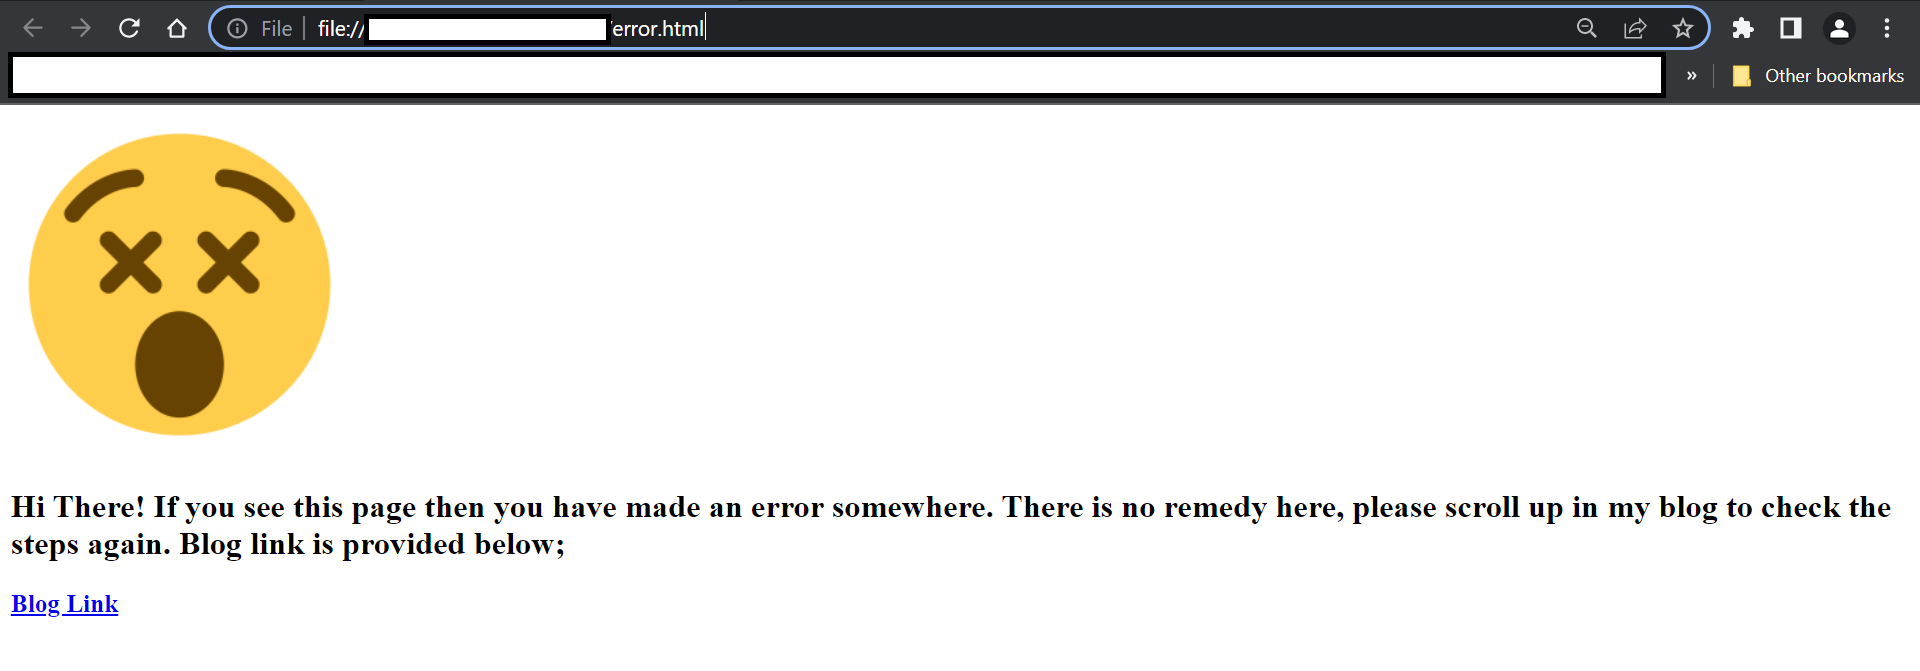 File file:// /error.html
» Other bookmarks
Hi There! If you see this page then you have made an error somewhere. There is no remedy here, please scroll up in my blog to check the
steps again. Blog link is provided below;
Blog Link